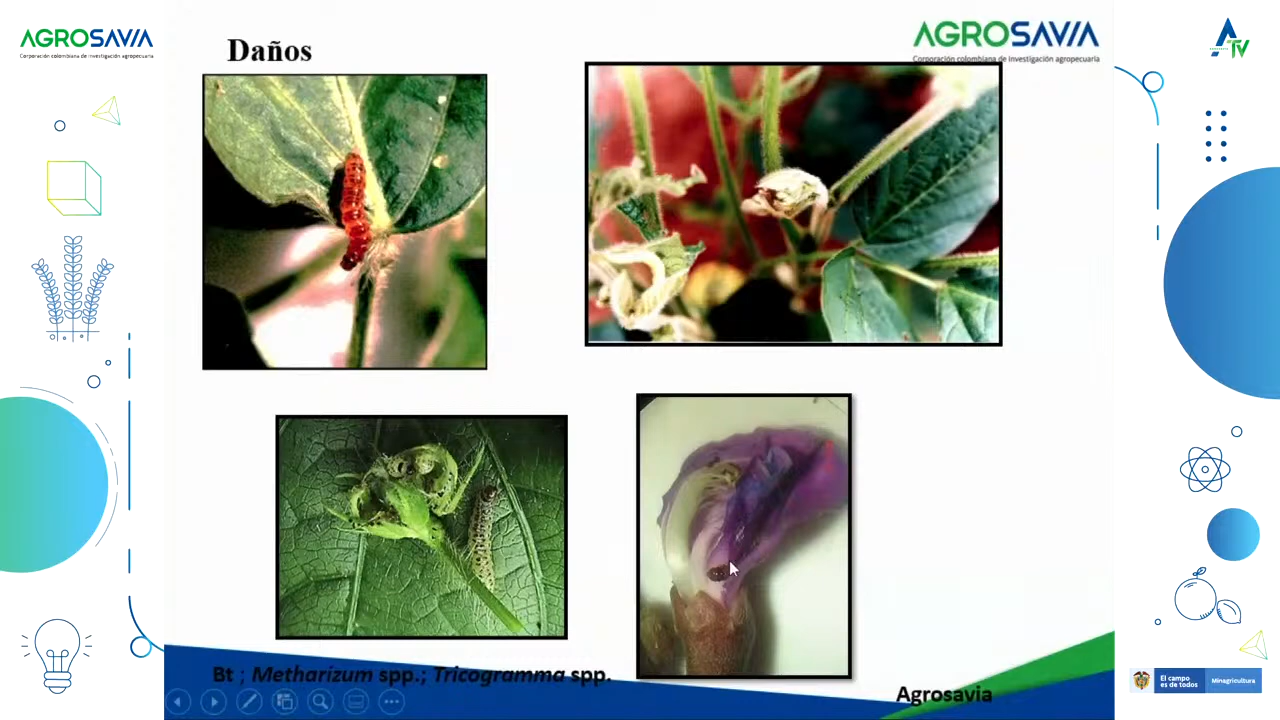 AGROSAVIA
Corporación colombiana de investigación agropecuaria
Daños
AGROSAVIA
Corporación colombiana de investigación agropecuaria
A
TV
Bt ; Metharizum spp.; Tricogramma spp.
Agrosavia
El campo
es de todos
Minagricultura